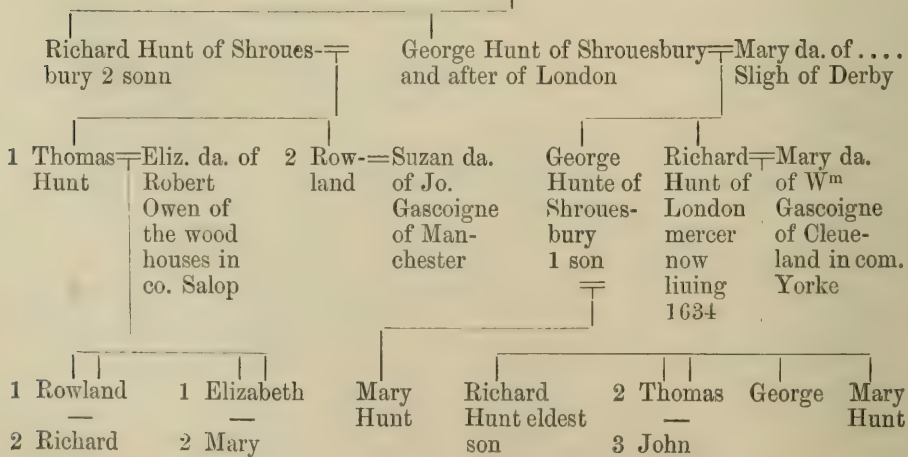 Richard Hunt of Shroues-
bury 2 sonn
George Hunt of Shrouesbury
and after of London
Mary da. of ....
Sligh of Derby
1 Thomas
Hunt
Eliz. da. of
Robert
Owen of
the wood
houses in
co. Salop
2 Row-
land
Suzan da.
of Jo.
Gascoigne
of Man-
chester
George
Hunte of
Shroues-
bury
1 son
Richard
Hunt of
London
mercer
now
liuing
1634
Mary da.
of Wᵐ
Gascoigne
of Cleue-
land in com.
Yorke
1 Rowland
2 Richard
1 Elizabeth
2 Mary
Mary
Hunt
Richard
Hunt eldest
son
2 Thomas
3 John
George
Mary
Hunt